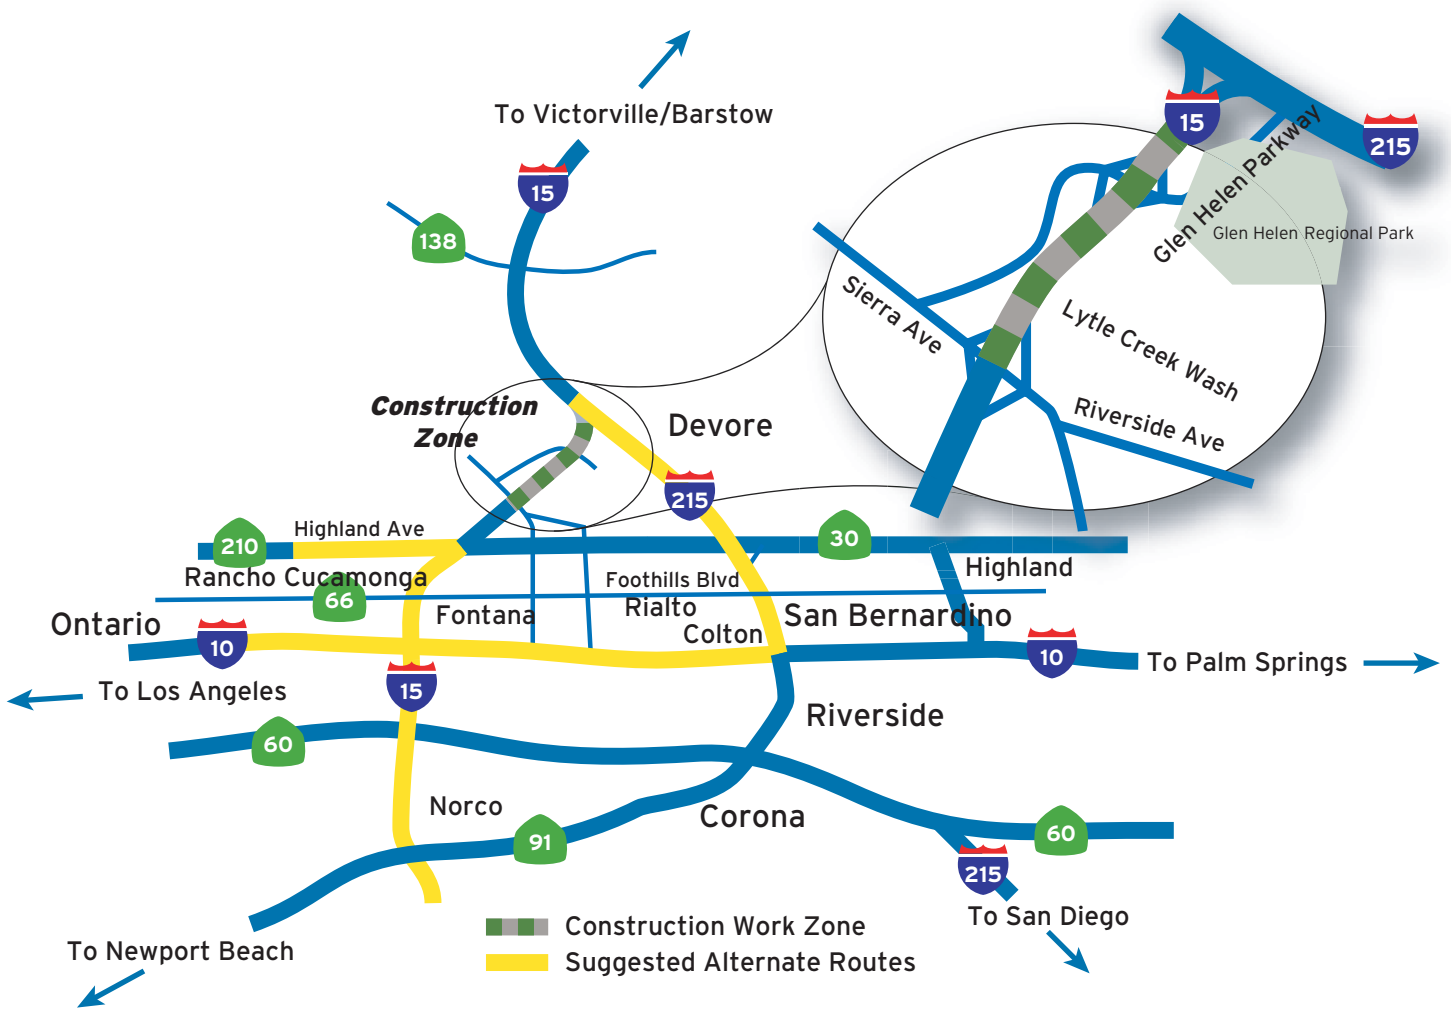 To Victorville/Barstow
15
138
15
215
Glen Helen Parkway
Glen Helen Regional Park
Sierra Ave
Lytle Creek Wash
Riverside Ave
Construction
Zone
Devore
215
210
Highland Ave
30
Rancho Cucamonga
66
Foothills Blvd
Highland
Ontario
Fontana
Rialto
San Bernardino
Colton
10
10
To Palm Springs
To Los Angeles
15
Riverside
60
Norco
Corona
91
60
215
To San Diego
To Newport Beach
Construction Work Zone
Suggested Alternate Routes